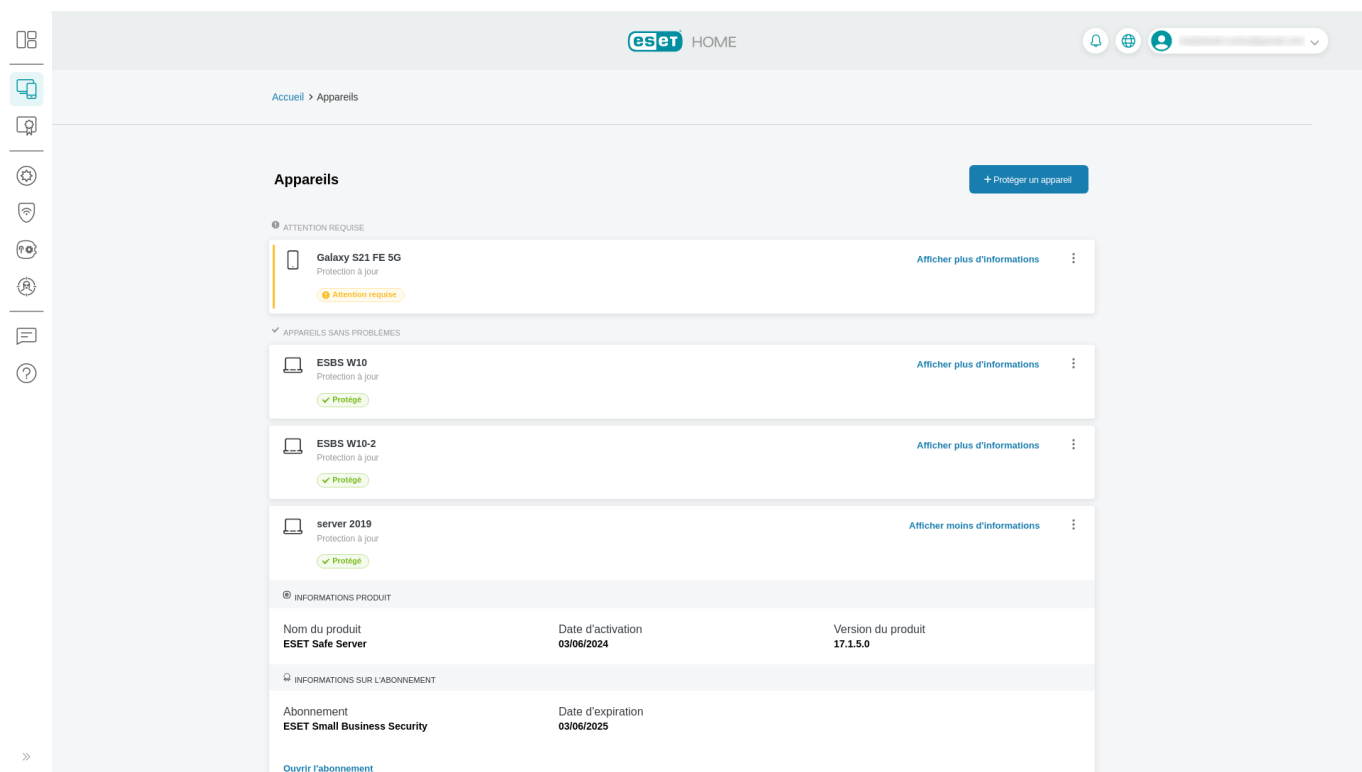 eset HOME
Accueil > Appareils
Appareils
+ Protéger un appareil
ATTENTION REQUISE
Galaxy S21 FE 5G
Afficher plus d'informations
Protection à jour
Attention requise
APPAREILS SANS PROBLÈMES
ESBS W10
Afficher plus d'informations
Protection à jour
Protégé
ESBS W10-2
Afficher plus d'informations
Protection à jour
Protégé
server 2019
Afficher moins d'informations
Protection à jour
Protégé
INFORMATIONS PRODUIT
Nom du produit Date d'activation Version du produit
ESET Safe Server 03/06/2024 17.1.5.0
INFORMATIONS SUR L'ABONNEMENT
Abonnement Date d'expiration
ESET Small Business Security 03/06/2025
Ouvrir l'abonnement